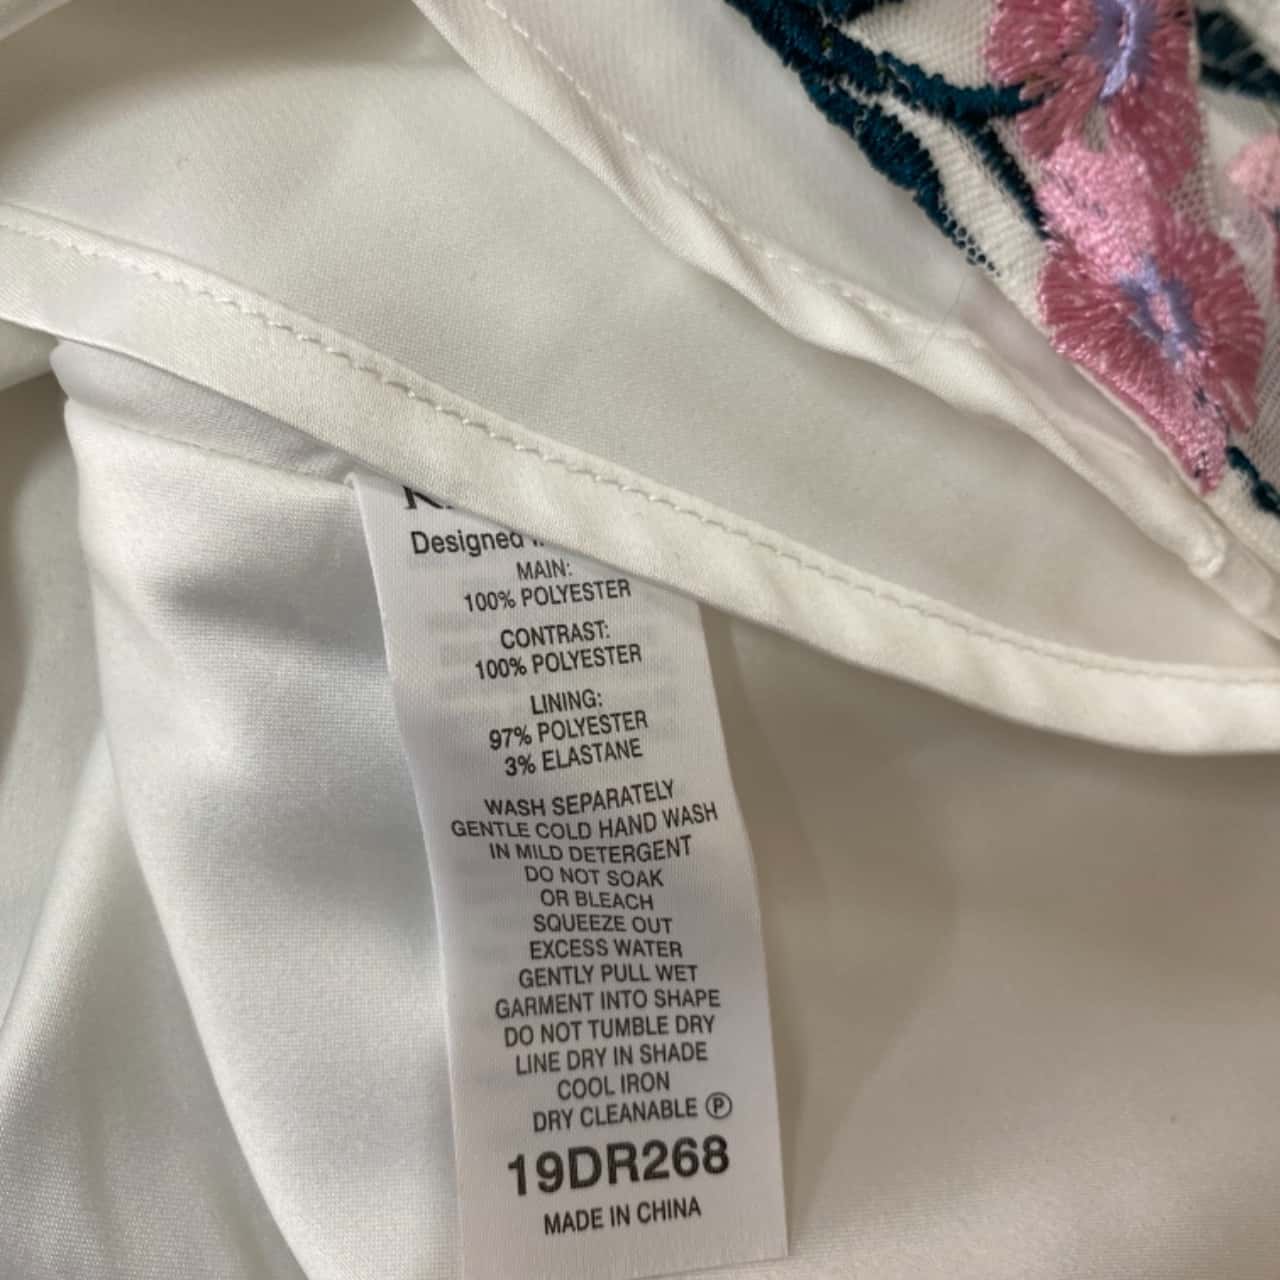 Designed
MAIN:
100% POLYESTER
CONTRAST:
100% POLYESTER
LINING:
97% POLYESTER
3% ELASTANE
WASH SEPARATELY
GENTLE COLD HAND WASH
IN MILD DETERGENT
DO NOT SOAK
OR BLEACH
SQUEEZE OUT
EXCESS WATER
GENTLY PULL WET
GARMENT INTO SHAPE
DO NOT TUMBLE DRY
LINE DRY IN SHADE
COOL IRON
DRY CLEANABLE Ⓟ
19DR268
MADE IN CHINA